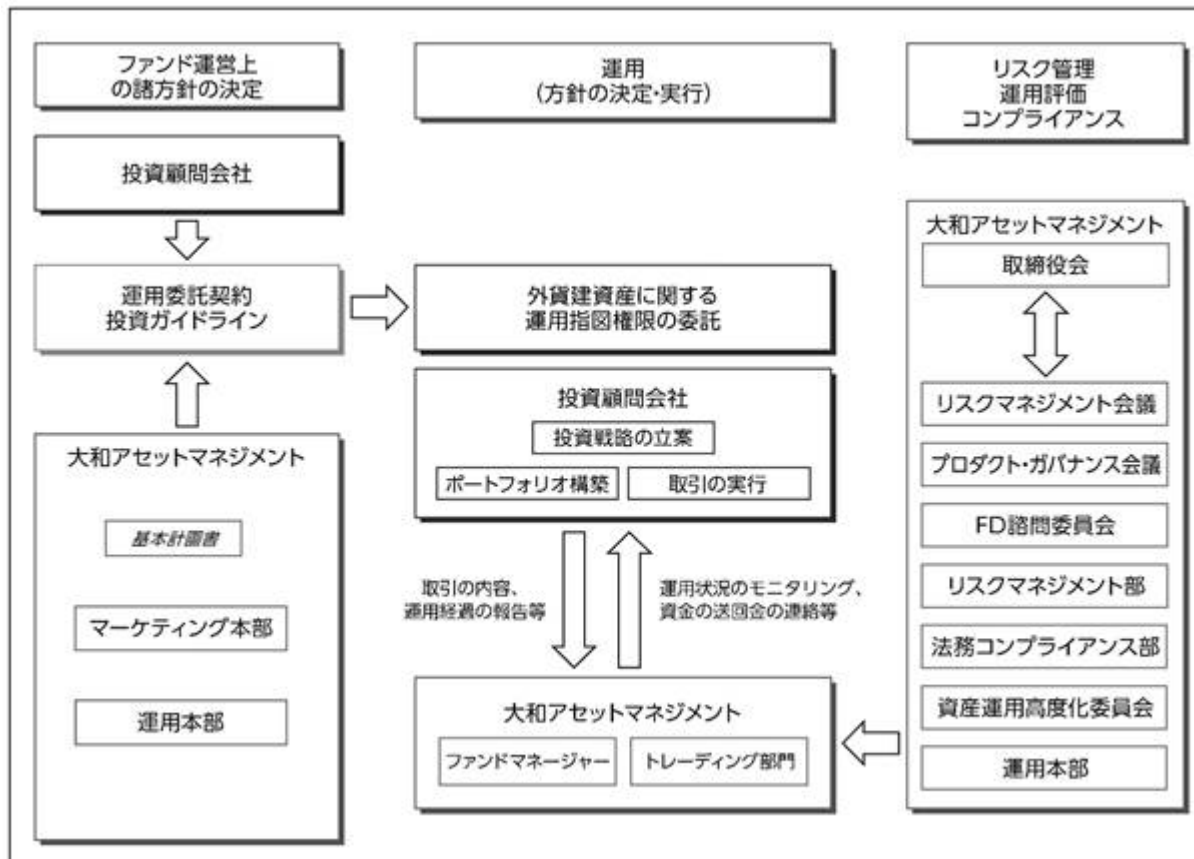 ファンド運営上
の諸方針の決定
投資顧問会社
運用委託契約
投資ガイドライン
大和アセットマネジメント
基本計画書
マーケティング本部
運用本部
運用
(方針の決定・実行)
外貨建資産に関する
運用指図権限の委託
投資顧問会社
投資戦略の立案
ポートフォリオ構築
取引の実行
取引の内容、
運用経過の報告等
運用状況のモニタリング、
資金の送回金の連絡等
大和アセットマネジメント
ファンドマネージャー
トレーディング部門
リスク管理
運用評価
コンプライアンス
大和アセットマネジメント
取締役会
リスクマネジメント会議
プロダクト・ガバナンス会議
FD諮問委員会
リスクマネジメント部
法務コンプライアンス部
資産運用高度化委員会
運用本部